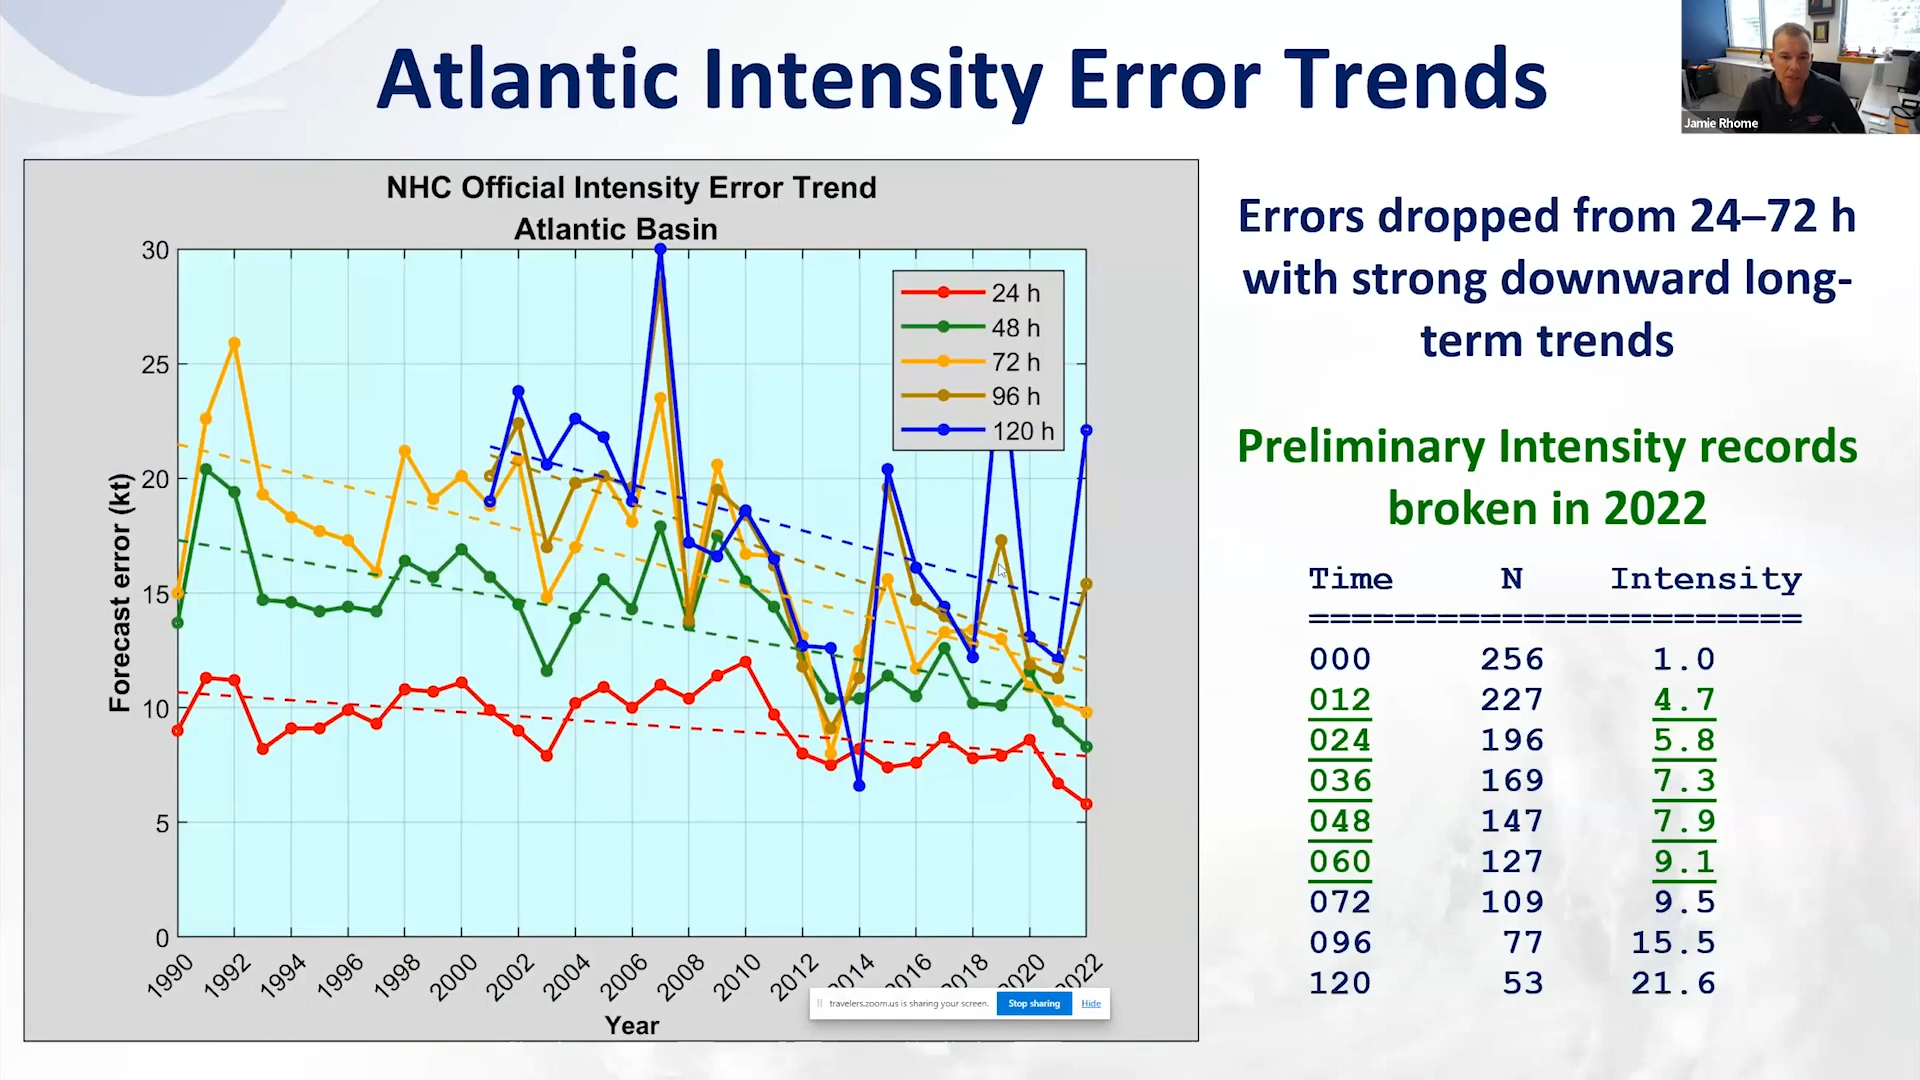 Atlantic Intensity Error Trends
Jamie Rhome
NHC Official Intensity Error Trend
Atlantic Basin
30
25
20
15
10
5
0
Forecast error (kt)
24 h
48 h
72 h
96 h
120 h
1990 1992 1994 1996 1998 2000 2002 2004 2006 2008 2010 2012 2014 2016 2018 2020 2022
Year
travelers.zoom.us is sharing your screen. Stop sharing Hide
Errors dropped from 24–72 h
with strong downward long-
term trends
Preliminary Intensity records
broken in 2022
Time N Intensity
=======================
000 256 1.0
012 227 4.7
024 196 5.8
036 169 7.3
048 147 7.9
060 127 9.1
072 109 9.5
096 77 15.5
120 53 21.6